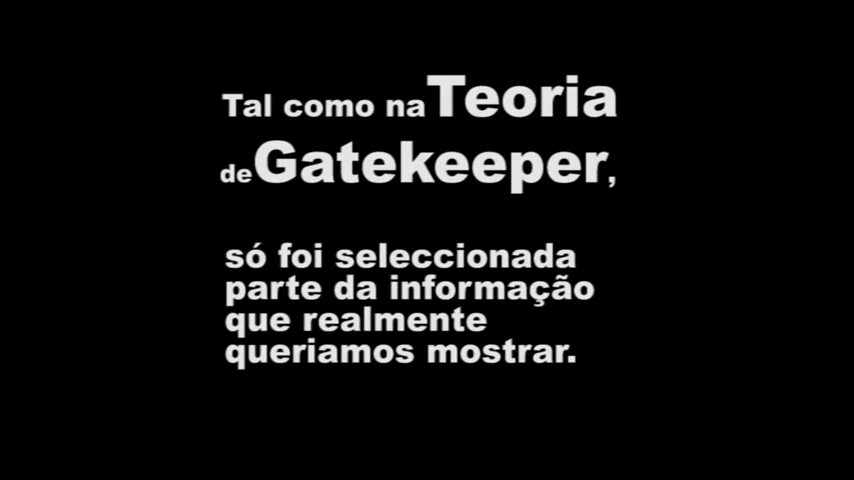 Tal como na Teoria
de Gatekeeper,
só foi seleccionada
parte da informação
que realmente
queriamos mostrar.